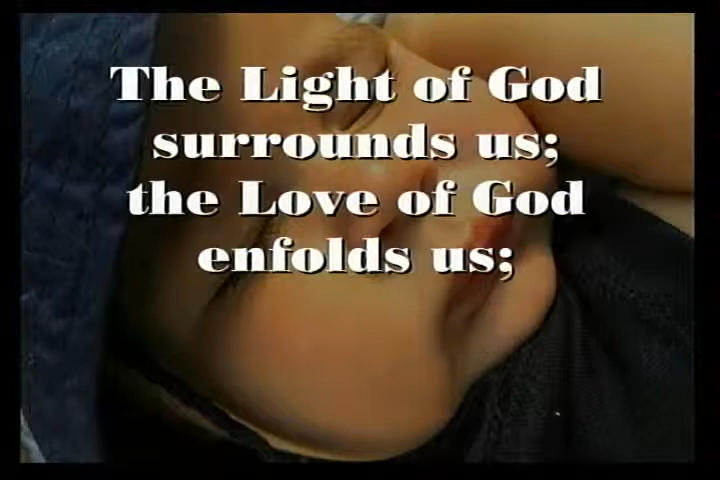 The Light of God
surrounds us;
the Love of God
enfolds us;